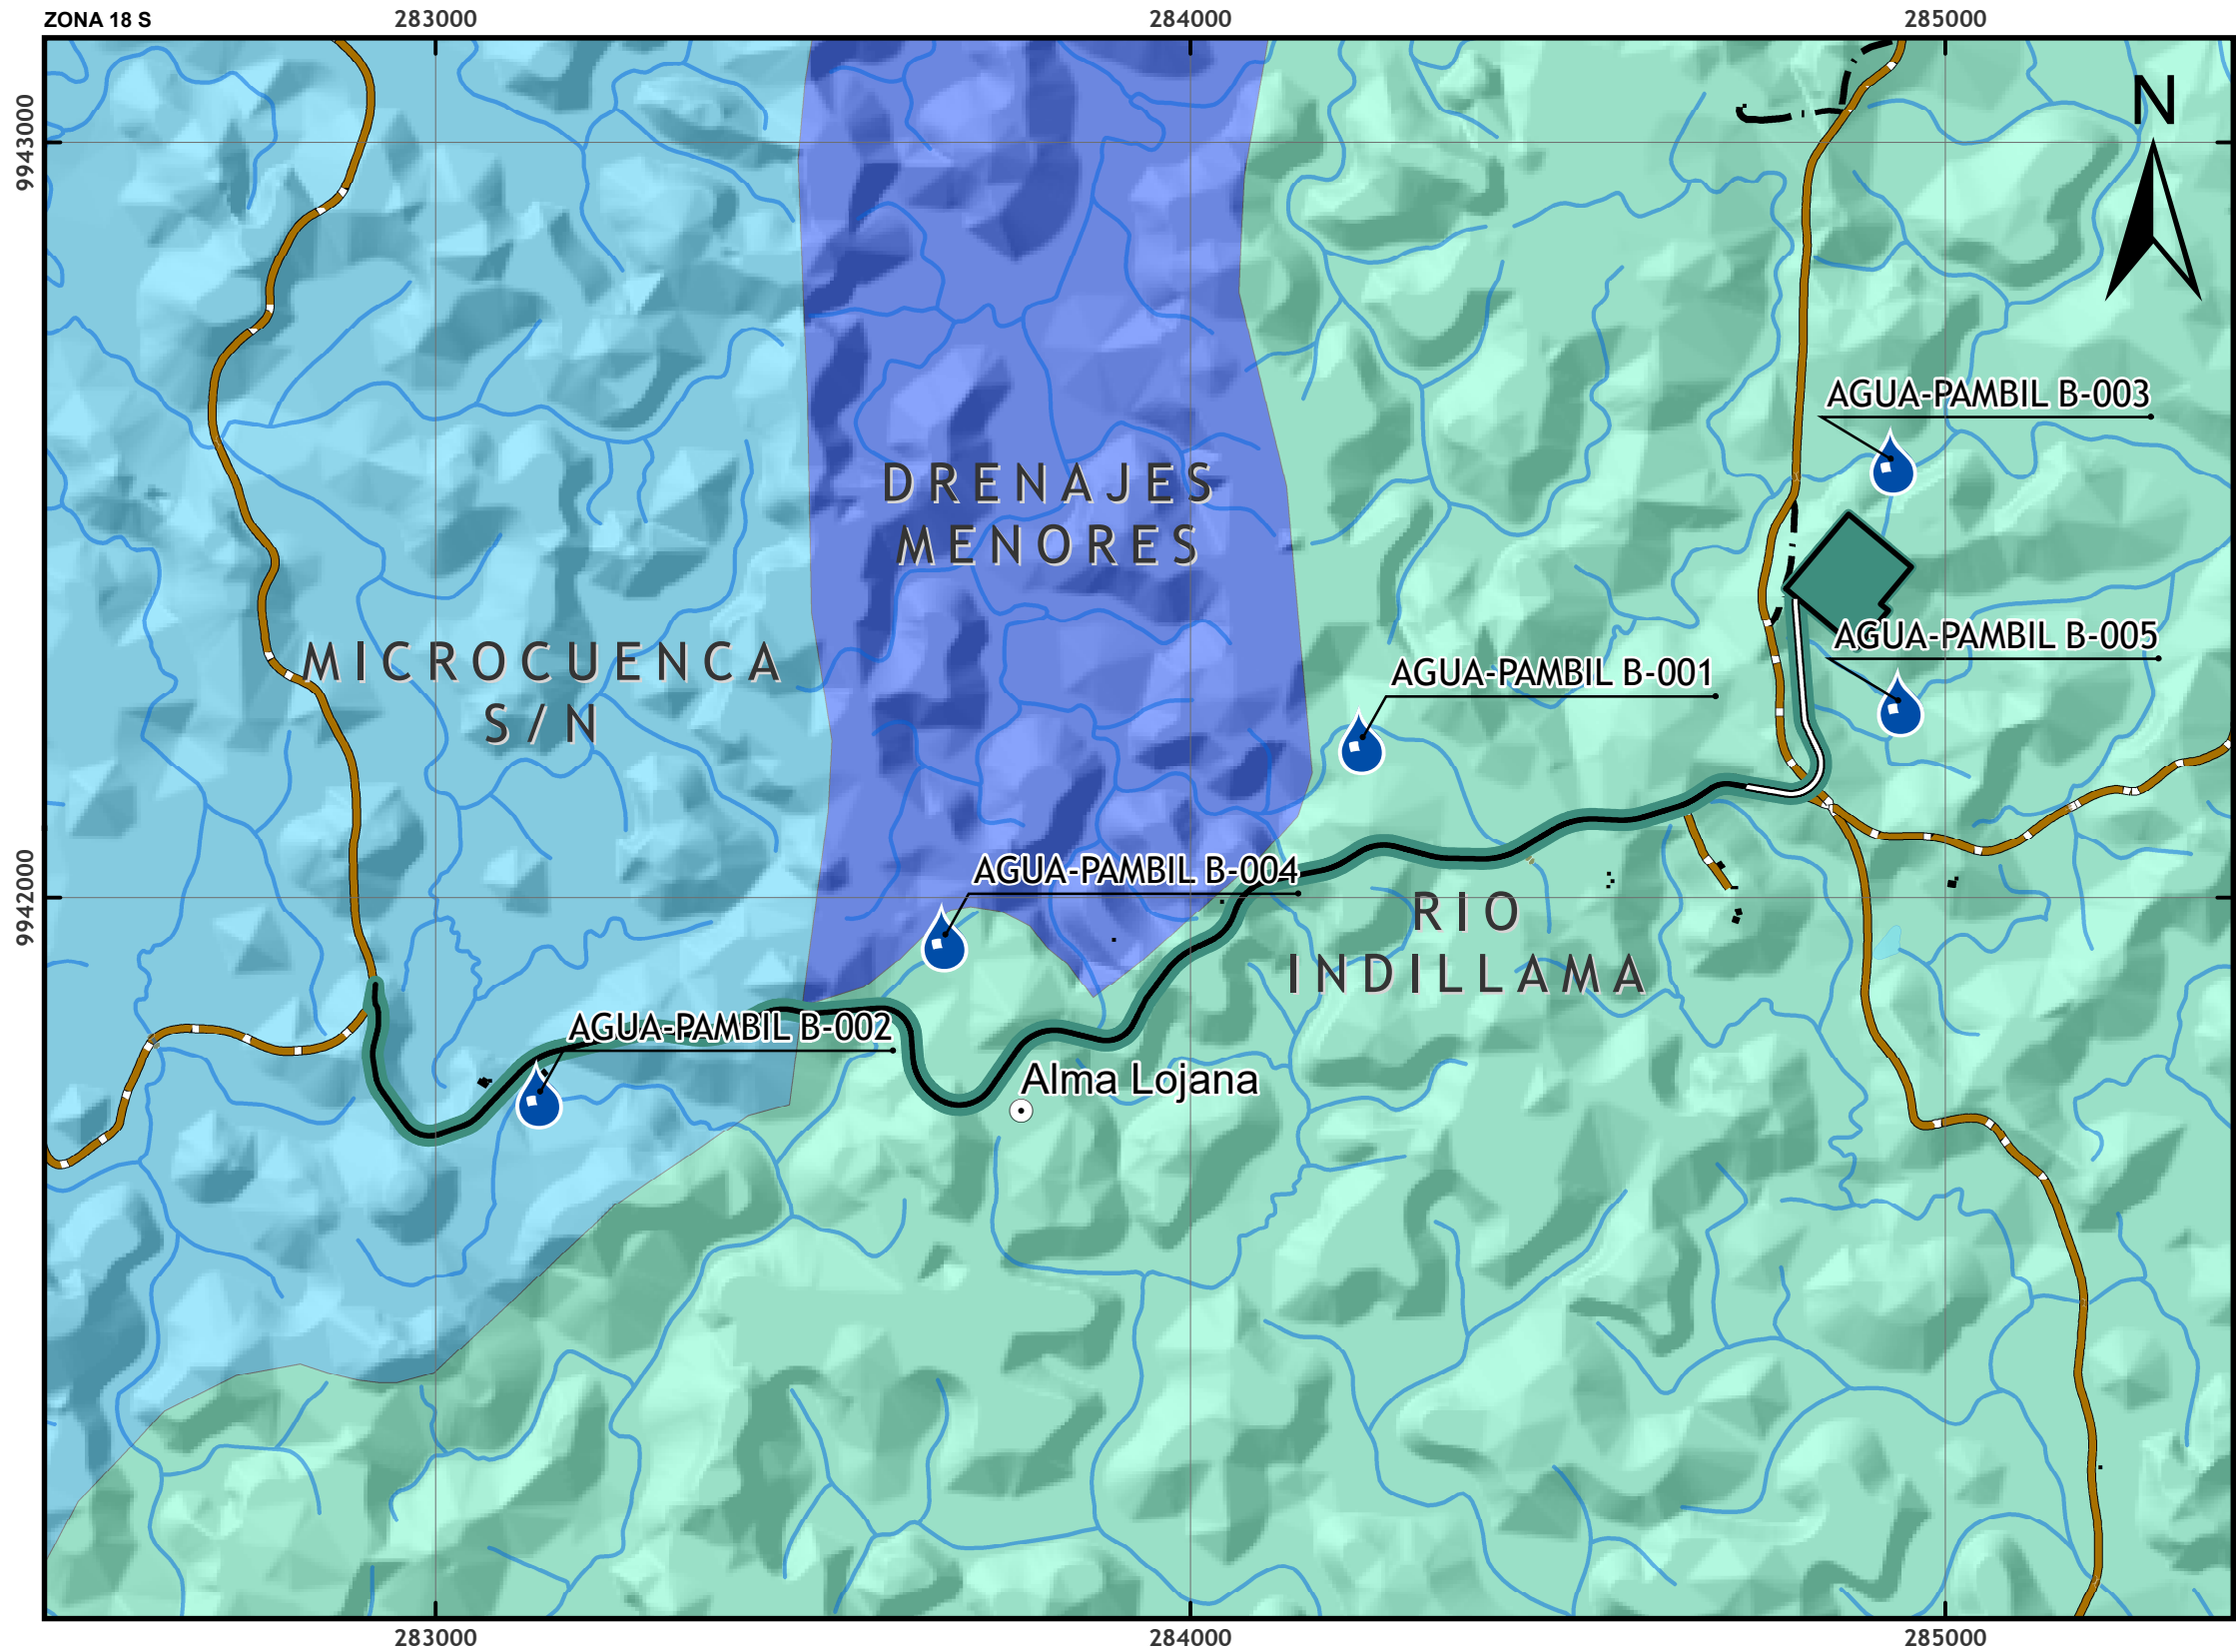 ZONA 18 S
283000
284000
285000
9943000
N
AGUA-PAMBIL B-003
DRENAJES
MENORES
AGUA-PAMBIL B-005
MICROCUENCA
S/N
AGUA-PAMBIL B-001
AGUA-PAMBIL B-004
9942000
RIO
INDILLAMA
AGUA-PAMBIL B-002
Alma Lojana
283000
284000
285000